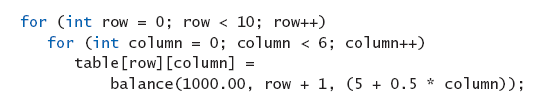 for (int row = 0; row < 10; row++)
for (int column = 0; column < 6; column++)
table[row][column] =
balance(1000.00, row + 1, (5 + 0.5 * column));